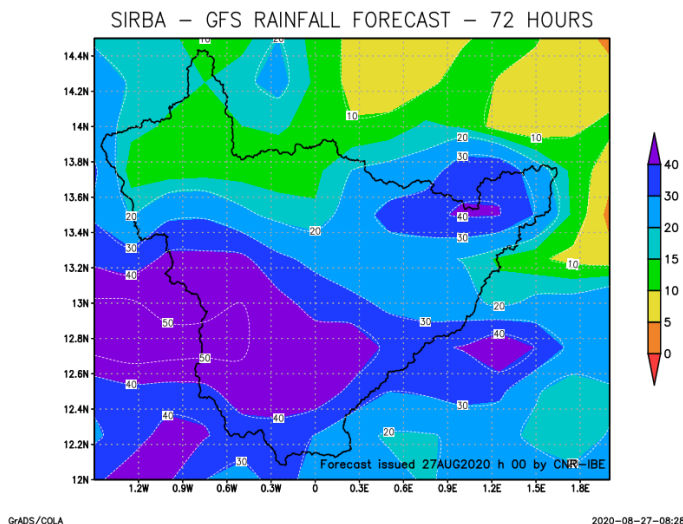 SIRBA – GFS RAINFALL FORECAST – 72 HOURS
14.4N
14.2N
14N
13.8N
13.6N
13.4N
13.2N
13N
12.8N
12.6N
12.4N
12.2N
12N
1.2W 0.9W 0.6W 0.3W 0 0.3E 0.6E 0.9E 1.2E 1.5E 1.8E
10
10
10
20
30
20
20
40
30
30
10
40
20
50
30
40
50
40
40
30
40
20
20
30
Forecast issued 27AUG2020 h 00 by CNR-IBE
40
30
20
15
10
5
0
GrADS/COLA
2020-08-27-08:28